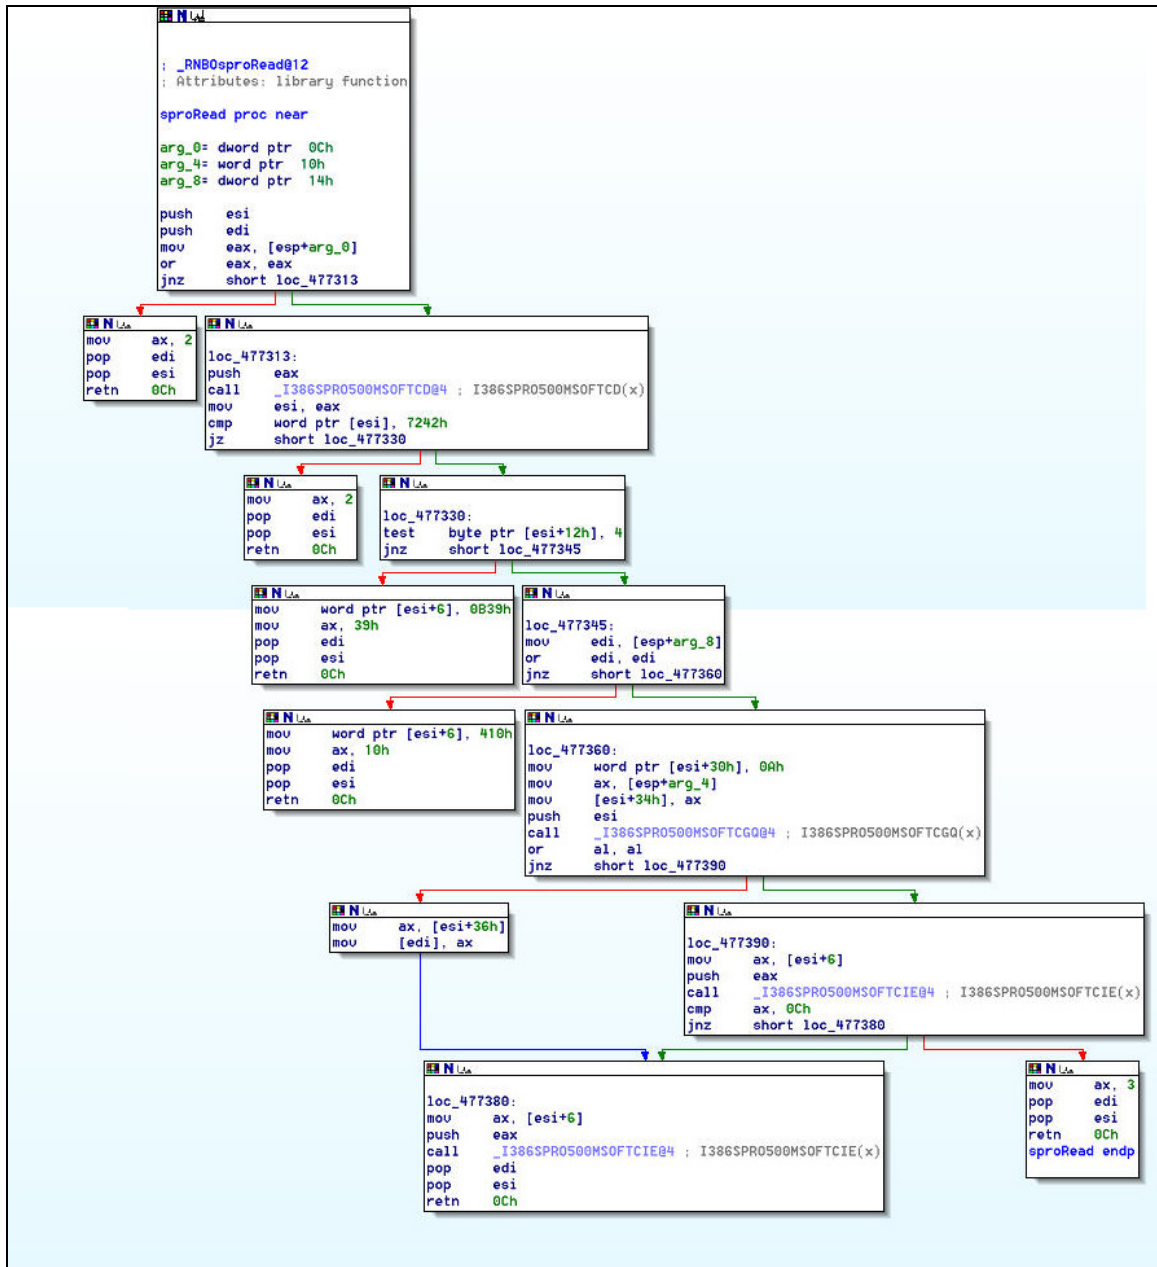 ; _RNBOsproRead@12
; Attributes: library function
sproRead proc near
arg_0= dword ptr  0Ch
arg_4= word ptr  10h
arg_8= dword ptr  14h
push    esi
push    edi
mov     eax, [esp+arg_0]
or      eax, eax
jnz     short loc_477313
mov     ax, 2
pop     edi
pop     esi
retn    0Ch
loc_477313:
push    eax
call    _I386SPRO500MSOFTCD@4 ; I386SPRO500MSOFTCD(x)
mov     esi, eax
cmp     word ptr [esi], 7242h
jz      short loc_477330
mov     ax, 2
pop     edi
pop     esi
retn    0Ch
loc_477330:
test    byte ptr [esi+12h], 4
jnz     short loc_477345
mov     word ptr [esi+6], 0B39h
mov     ax, 39h
pop     edi
pop     esi
retn    0Ch
loc_477345:
mov     edi, [esp+arg_8]
or      edi, edi
jnz     short loc_477360
mov     word ptr [esi+6], 410h
mov     ax, 10h
pop     edi
pop     esi
retn    0Ch
loc_477360:
mov     word ptr [esi+30h], 0Ah
mov     ax, [esp+arg_4]
mov     [esi+34h], ax
push    esi
call    _I386SPRO500MSOFTCGQ@4 ; I386SPRO500MSOFTCGQ(x)
or      al, al
jnz     short loc_477390
mov     ax, [esi+36h]
mov     [edi], ax
loc_477390:
mov     ax, [esi+6]
push    eax
call    _I386SPRO500MSOFTCIE@4 ; I386SPRO500MSOFTCIE(x)
cmp     ax, 0Ch
jnz     short loc_477380
loc_477380:
mov     ax, [esi+6]
push    eax
call    _I386SPRO500MSOFTCIE@4 ; I386SPRO500MSOFTCIE(x)
pop     edi
pop     esi
retn    0Ch
mov     ax, 3
pop     edi
pop     esi
retn    0Ch
sproRead endp